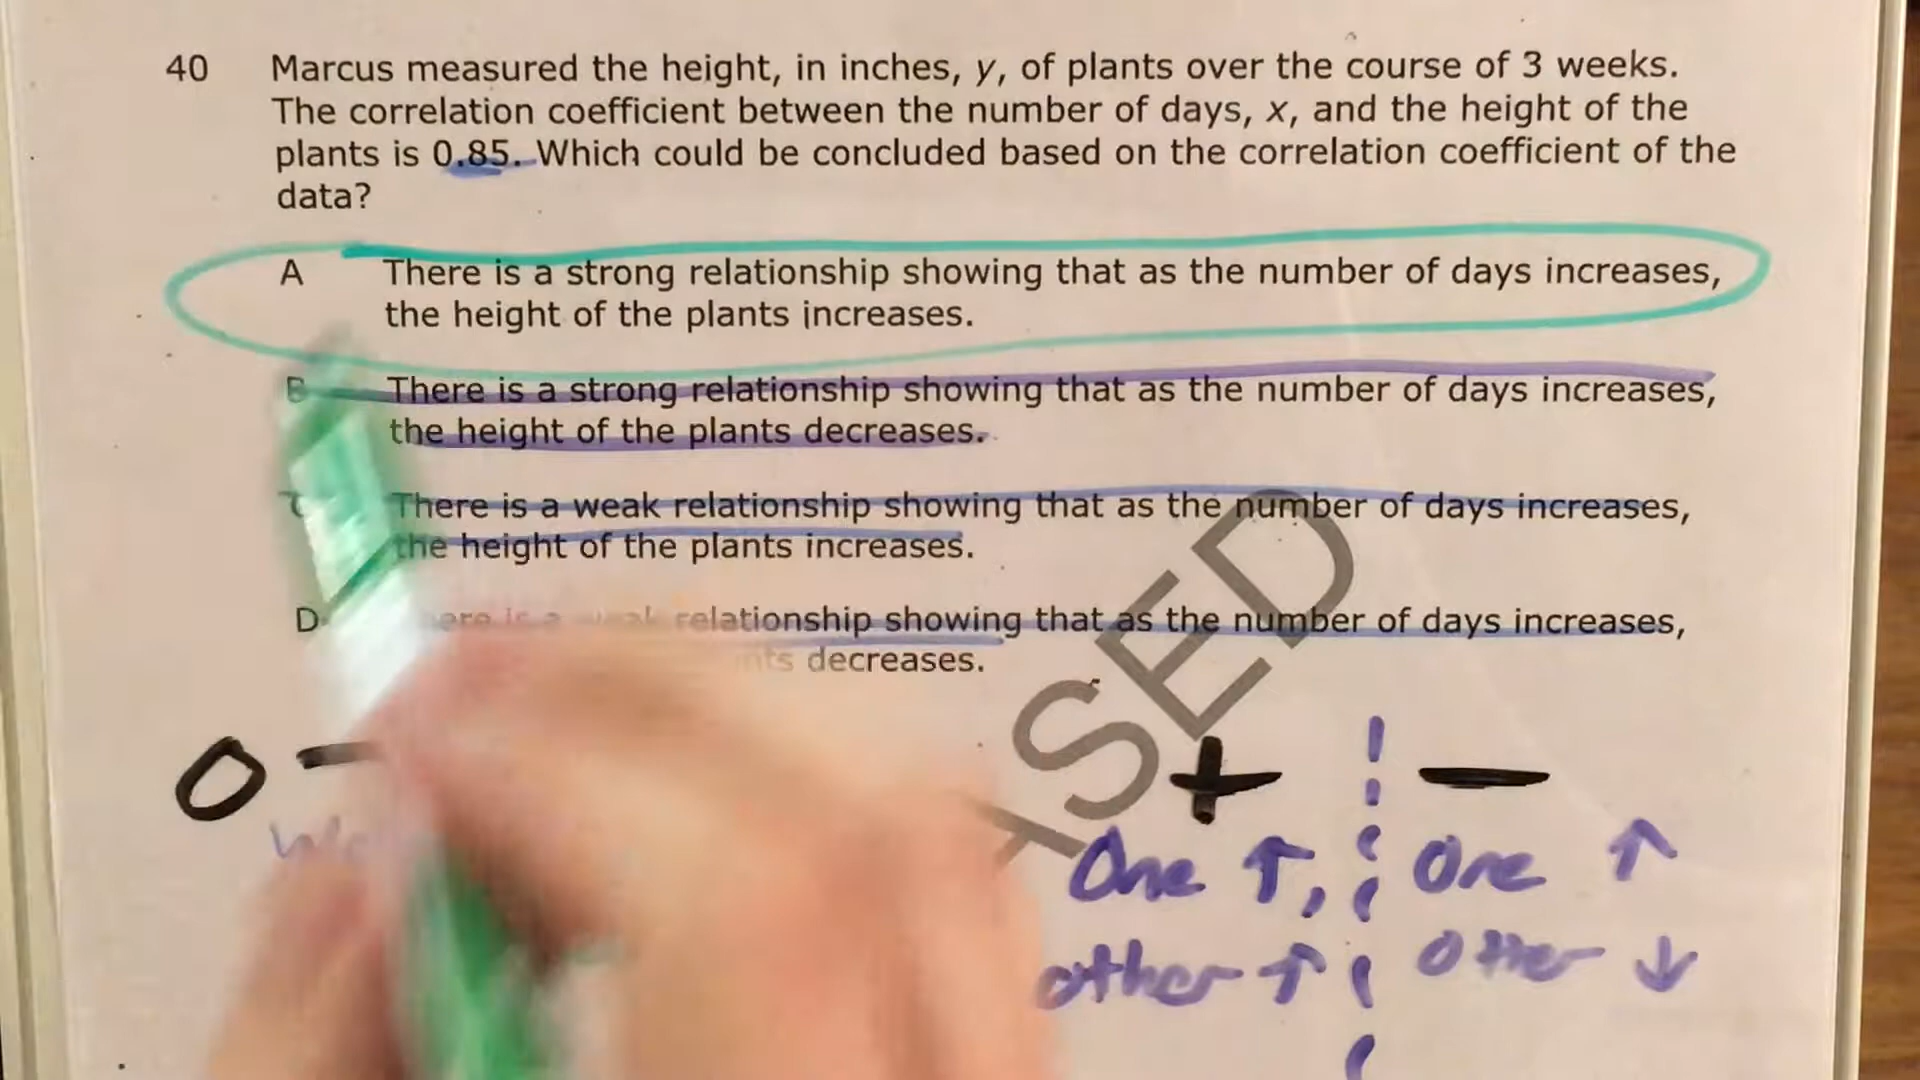 40 Marcus measured the height, in inches, y, of plants over the course of 3 weeks.
The correlation coefficient between the number of days, x, and the height of the
plants is 0.85. Which could be concluded based on the correlation coefficient of the
data?
A There is a strong relationship showing that as the number of days increases,
the height of the plants increases.
B There is a strong relationship showing that as the number of days increases,
the height of the plants decreases.
There is a weak relationship showing that as the number of days increases,
the height of the plants increases.
D relationship showing that as the number of days increases,
decreases.
SED
0 -
+ -
One ↑, One ↑
other ↑ other ↓